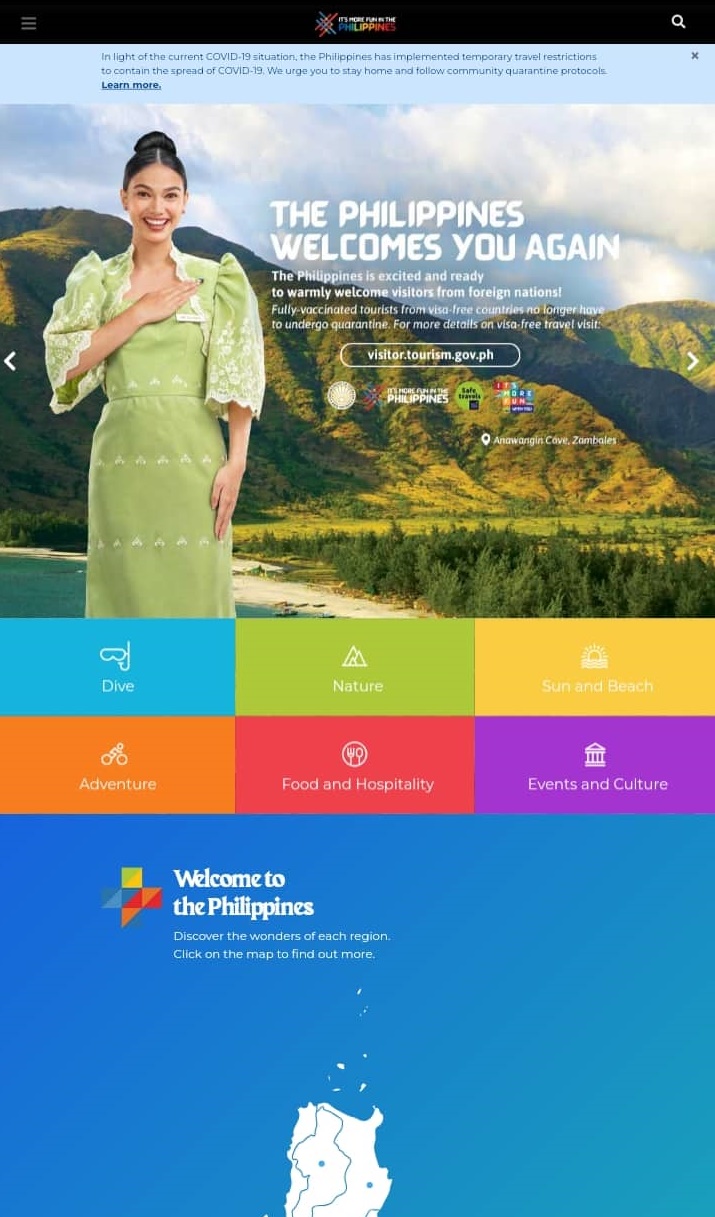 IT'S MORE FUN IN THE
PHILIPPINES
In light of the current COVID-19 situation, the Philippines has implemented temporary travel restrictions
to contain the spread of COVID-19. We urge you to stay home and follow community quarantine protocols.
Learn more.
THE PHILIPPINES
WELCOMES YOU AGAIN
The Philippines is excited and ready
to warmly welcome visitors from foreign nations!
Fully-vaccinated tourists from visa-free countries no longer have
to undergo quarantine. For more details on visa-free travel visit:
visitor.tourism.gov.ph
IT'S MORE FUN IN THE
PHILIPPINES
Safe
travels
IT'S
MORE
FUN
WITH YOU
Anawangin Cove, Zambales
Dive
Nature
Sun and Beach
Adventure
Food and Hospitality
Events and Culture
Welcome to
the Philippines
Discover the wonders of each region.
Click on the map to find out more.